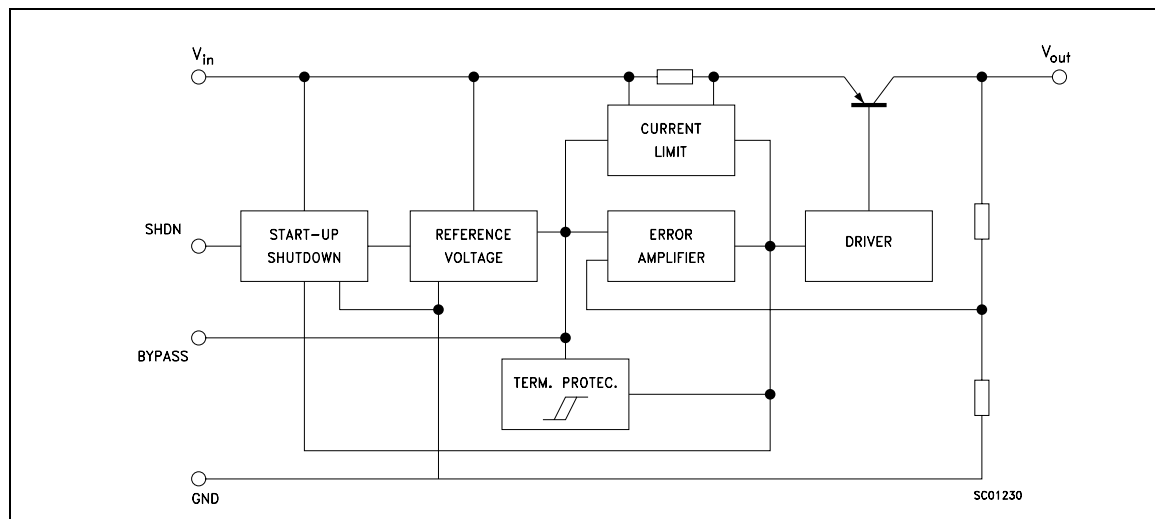 Vin
Vout
CURRENT
LIMIT
SHDN
START-UP
SHUTDOWN
REFERENCE
VOLTAGE
ERROR
AMPLIFIER
DRIVER
BYPASS
TERM. PROTEC.
GND
SC01230